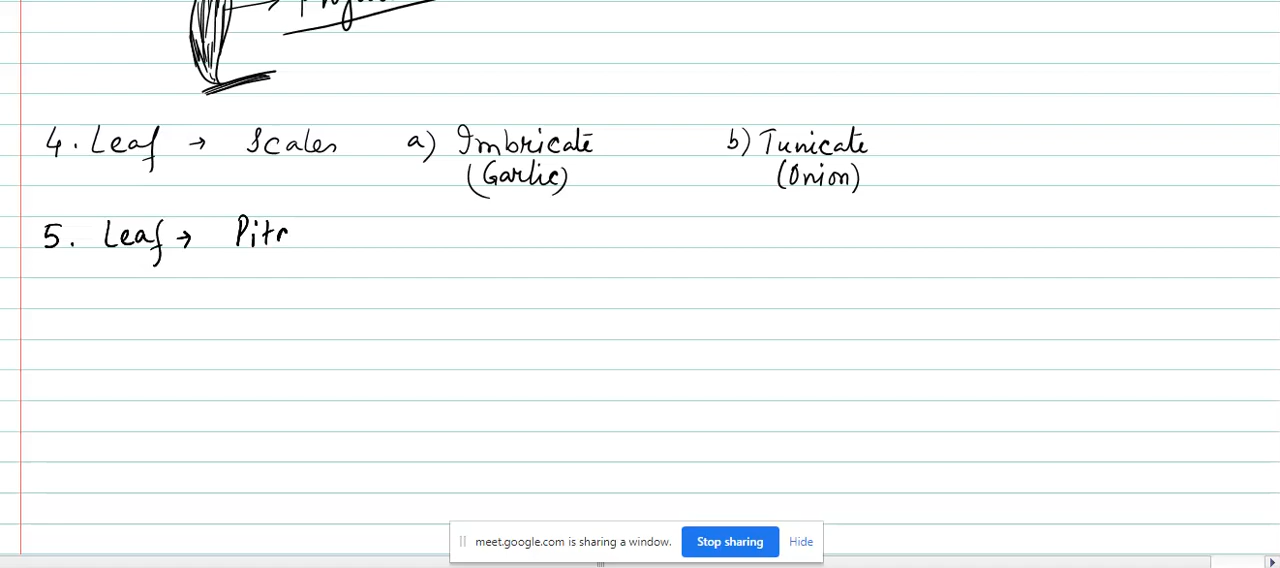 4. Leaf → Scales a) Imbricate b) Tunicate
(Garlic) (Onion)
5. Leaf → Pitr
meet.google.com is sharing a window. Stop sharing Hide